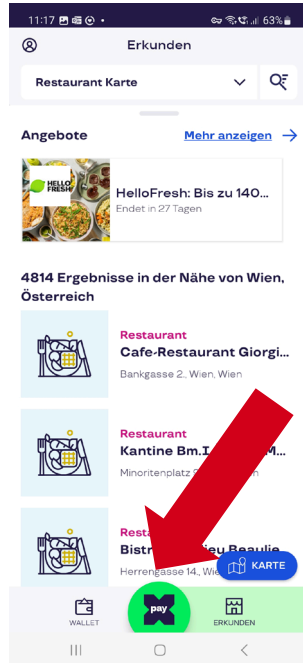 11:17 63%
Erkunden
Restaurant Karte
Angebote Mehr anzeigen
HELLO FRESH
HelloFresh: Bis zu 140...
Endet in 27 Tagen
4814 Ergebnisse in der Nähe von Wien,
Österreich
Restaurant
Cafe-Restaurant Giorgi...
Bankgasse 2., Wien, Wien
Restaurant
Kantine Bm.I
Minoritenplatz
Bistr
Herrengasse 14.,
KARTE
WALLET
pay
ERKUNDEN